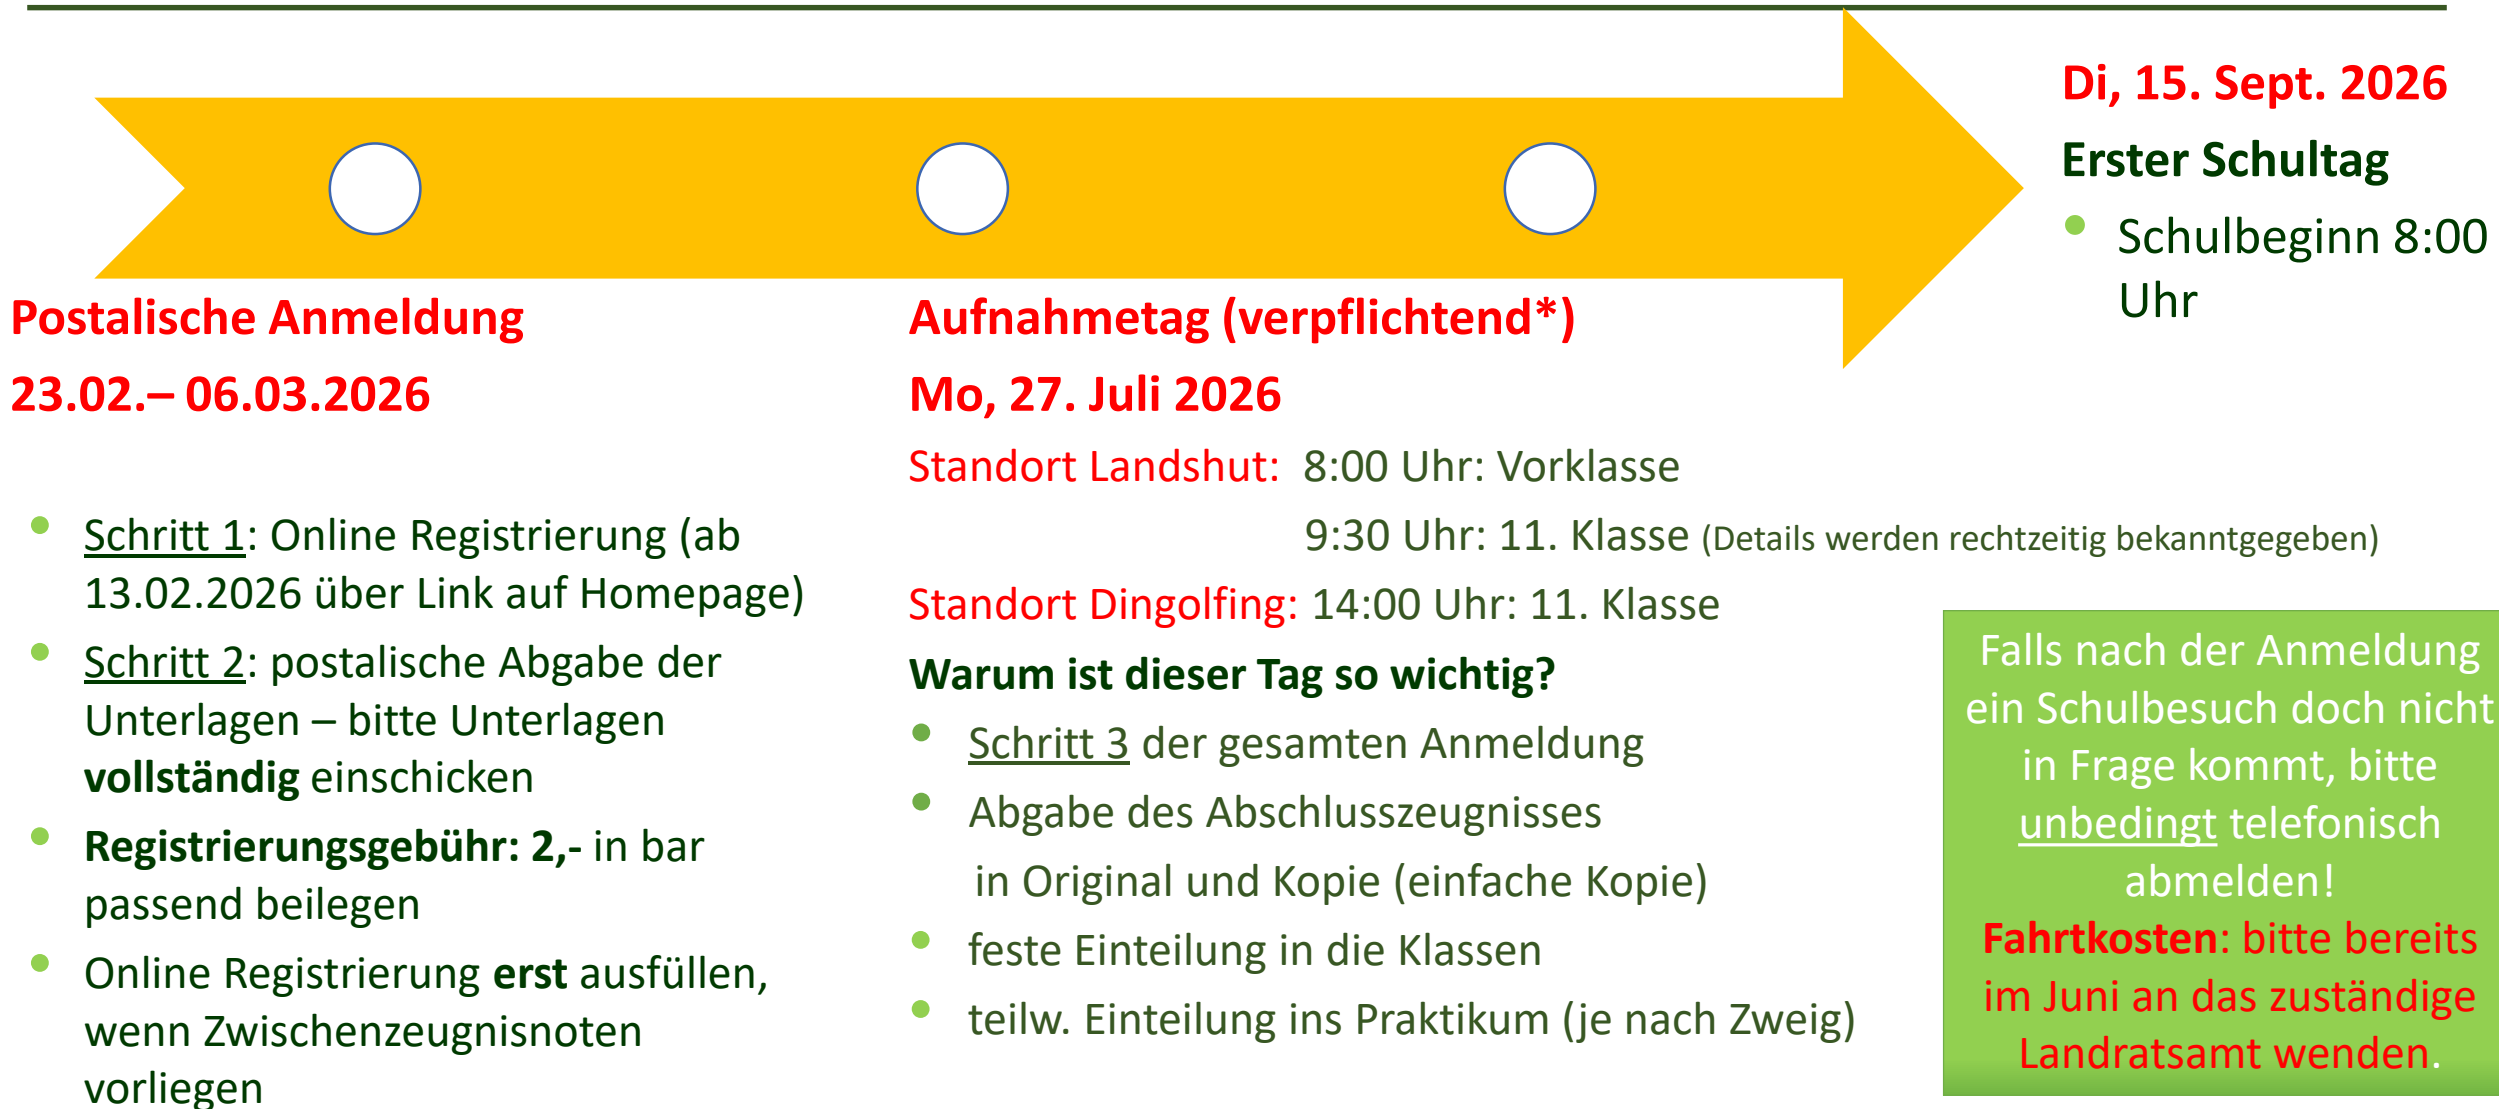 Postalische Anmeldung
23.02.– 06.03.2026
Schritt 1: Online Registrierung (ab
13.02.2026 über Link auf Homepage)
Schritt 2: postalische Abgabe der
Unterlagen – bitte Unterlagen
vollständig einschicken
Registrierungsgebühr: 2,- in bar
passend beilegen
Online Registrierung erst ausfüllen,
wenn Zwischenzeugnisnoten
vorliegen
Aufnahmetag (verpflichtend*)
Mo, 27. Juli 2026
Standort Landshut: 8:00 Uhr: Vorklasse
9:30 Uhr: 11. Klasse (Details werden rechtzeitig bekanntgegeben)
Standort Dingolfing: 14:00 Uhr: 11. Klasse
Warum ist dieser Tag so wichtig?
Schritt 3 der gesamten Anmeldung
Abgabe des Abschlusszeugnisses
in Original und Kopie (einfache Kopie)
feste Einteilung in die Klassen
teilw. Einteilung ins Praktikum (je nach Zweig)
Di, 15. Sept. 2026
Erster Schultag
Schulbeginn 8:00
Uhr
Falls nach der Anmeldung
ein Schulbesuch doch nicht
in Frage kommt, bitte
unbedingt telefonisch
abmelden!
Fahrtkosten: bitte bereits
im Juni an das zuständige
Landratsamt wenden.